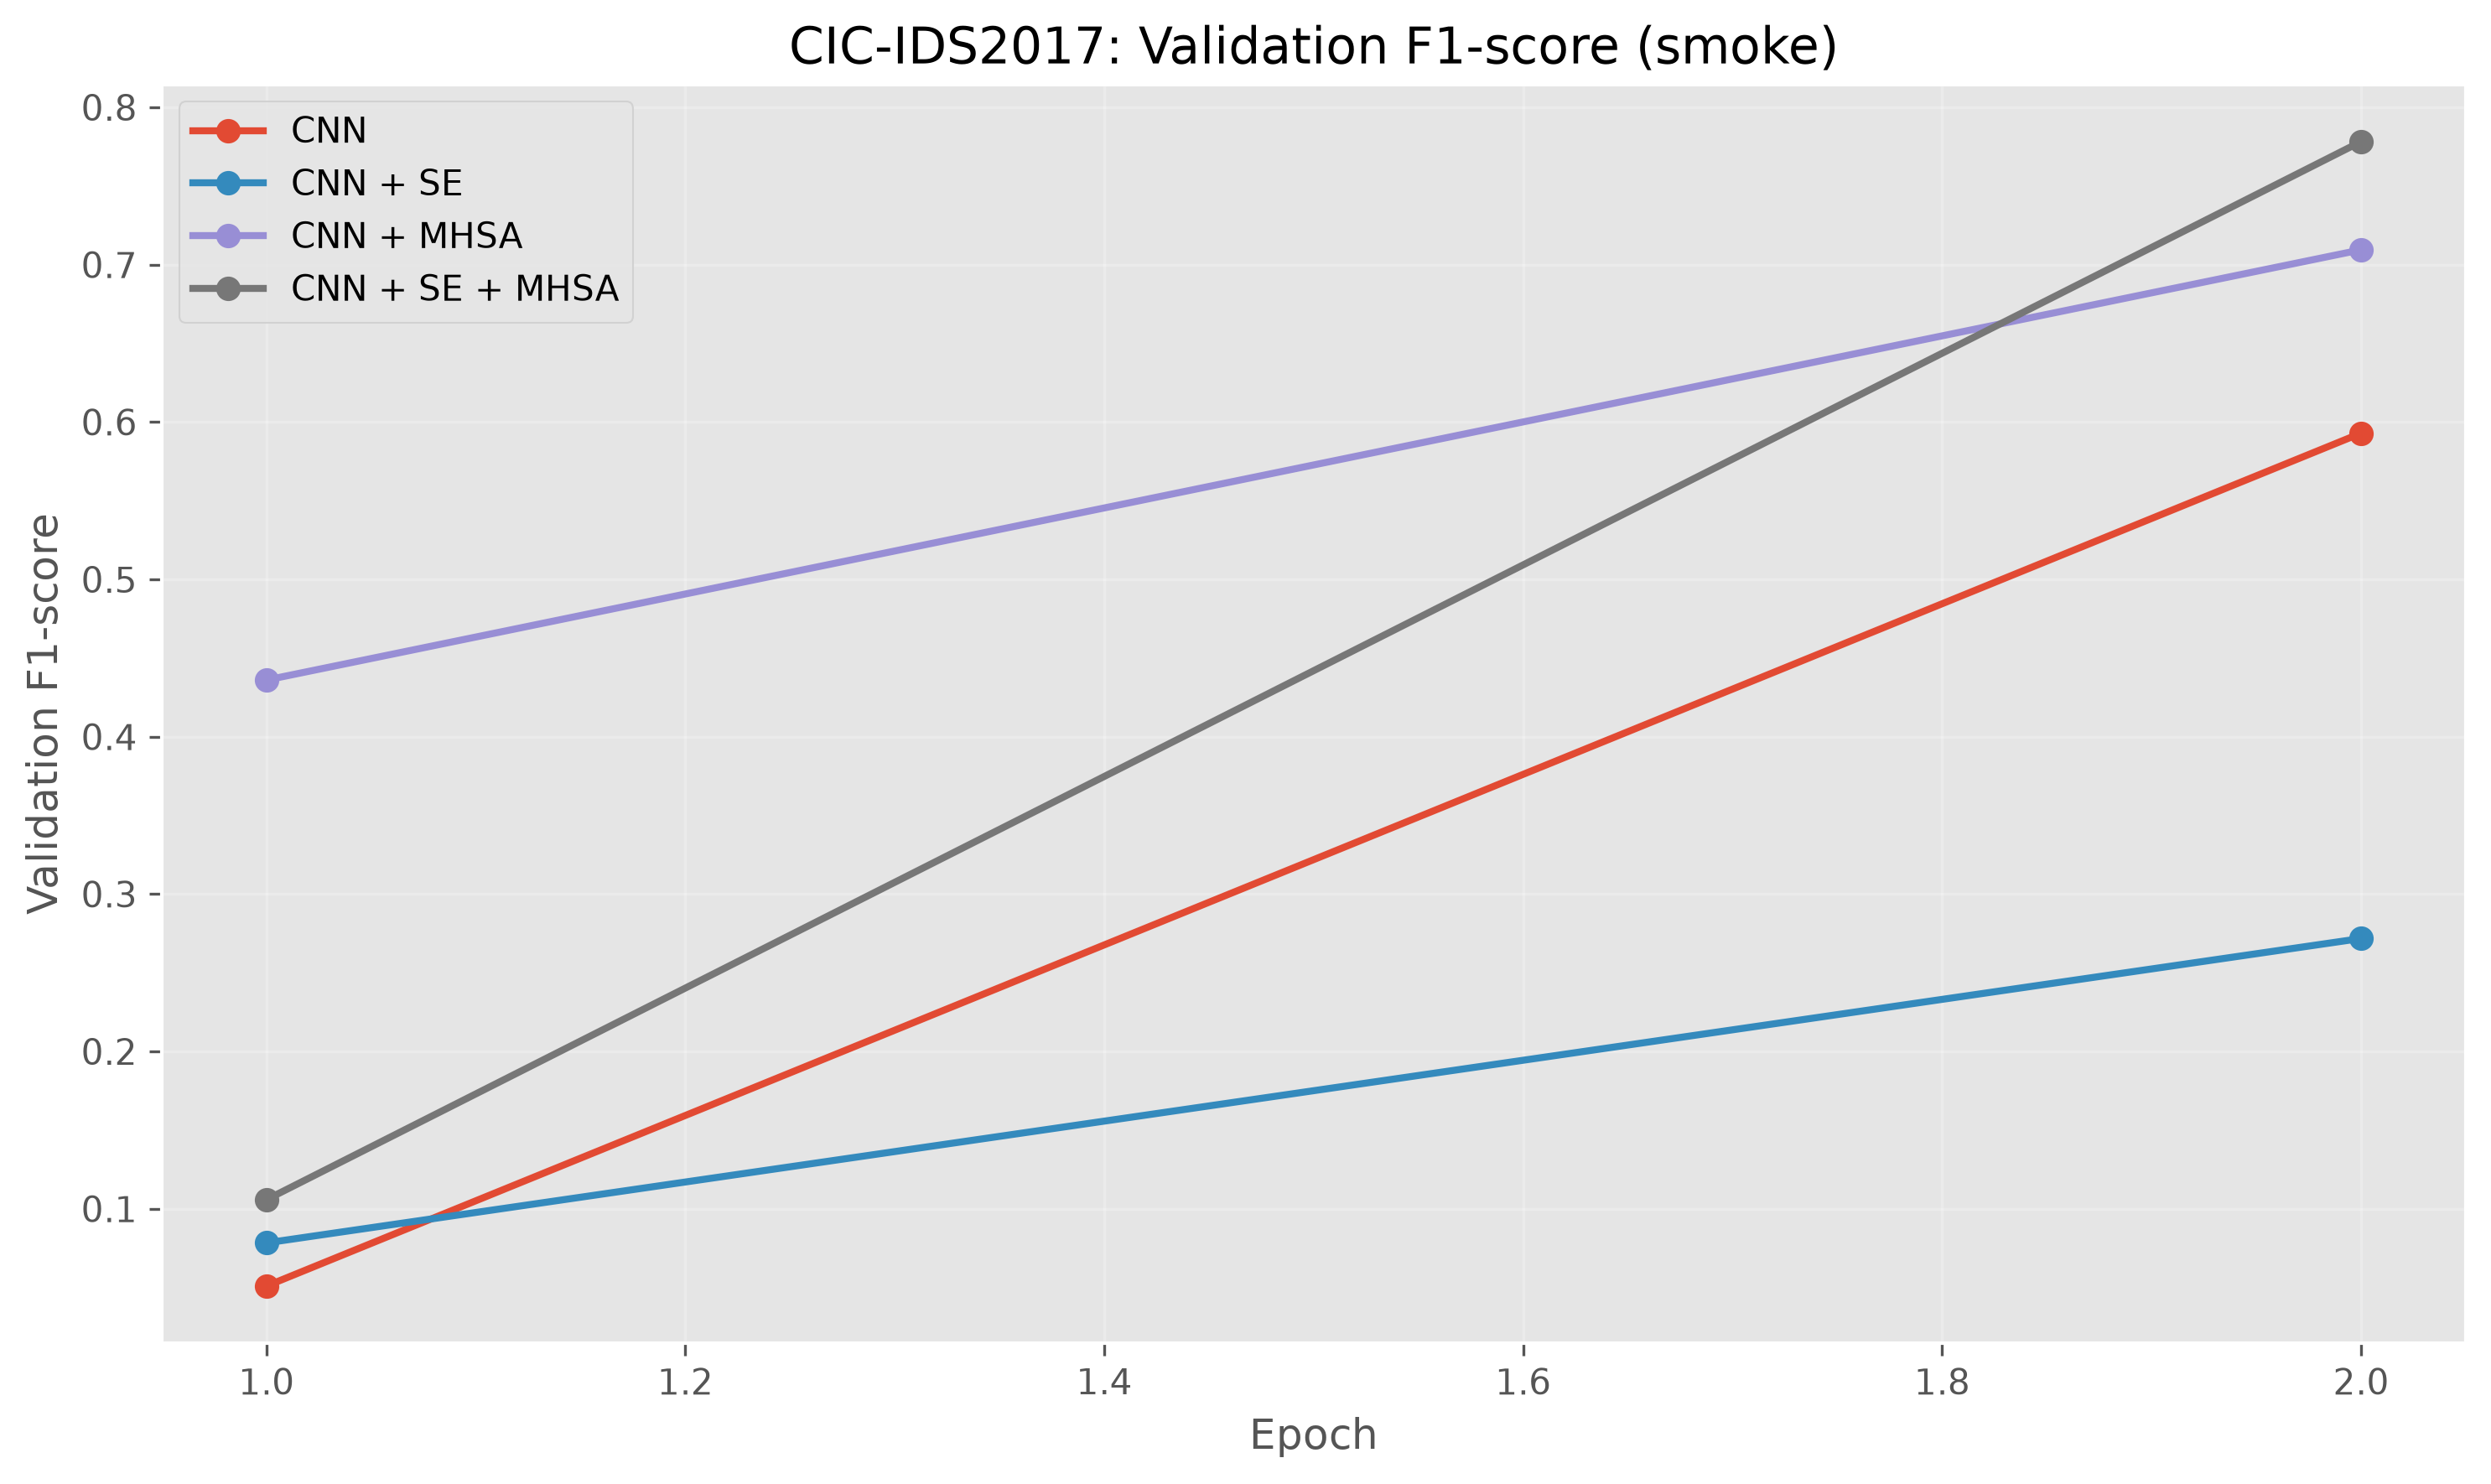 CIC-IDS2017: Validation F1-score (smoke)
CNN
CNN + SE
CNN + MHSA
CNN + SE + MHSA
Validation F1-score
0.8
0.7
0.6
0.5
0.4
0.3
0.2
0.1
1.0 1.2 1.4 1.6 1.8 2.0
Epoch